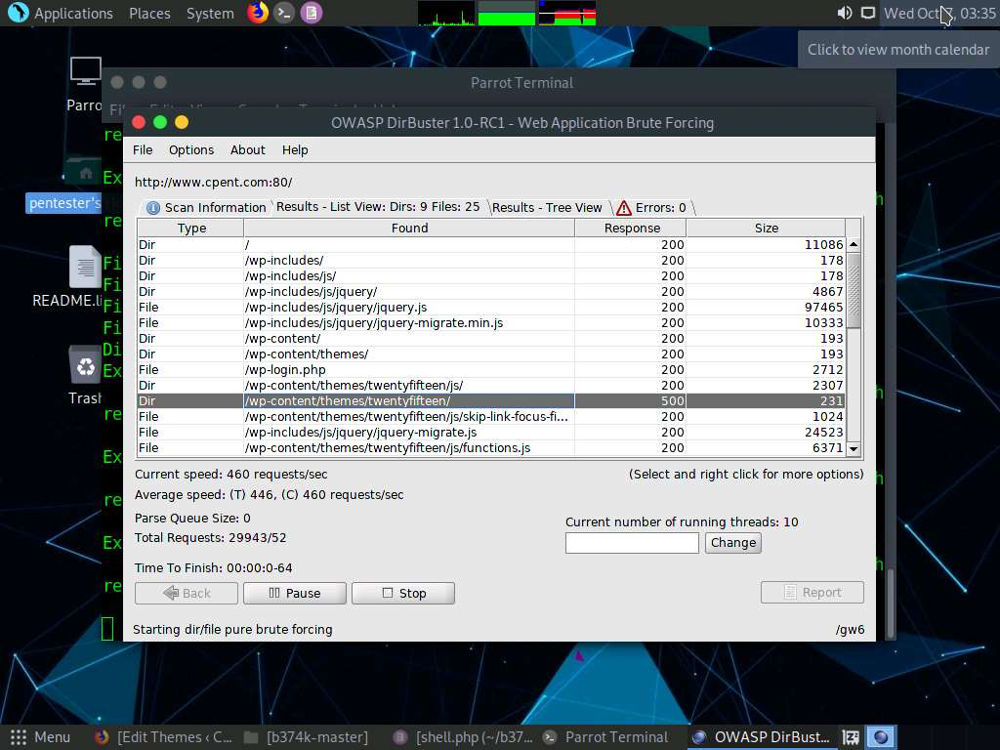 Applications Places System
Wed Oct 7, 03:35
Click to view month calendar
Parrot Terminal
OWASP DirBuster 1.0-RC1 - Web Application Brute Forcing
File Options About Help
http://www.cpent.com:80/
Scan Information Results - List View: Dirs: 9 Files: 25 Results - Tree View Errors: 0
Type Found Response Size
Dir / 200 11086
Dir /wp-includes/ 200 178
Dir /wp-includes/js/ 200 178
Dir /wp-includes/js/jquery/ 200 4867
File /wp-includes/js/jquery/jquery.js 200 97465
File /wp-includes/js/jquery/jquery-migrate.min.js 200 10333
Dir /wp-content/ 200 193
Dir /wp-content/themes/ 200 193
File /wp-login.php 200 2712
Dir /wp-content/themes/twentyfifteen/js/ 200 2307
Dir /wp-content/themes/twentyfifteen/ 500 231
File /wp-content/themes/twentyfifteen/js/skip-link-focus-fi... 200 1024
File /wp-includes/js/jquery/jquery-migrate.js 200 24523
File /wp-content/themes/twentyfifteen/js/functions.js 200 6371
Current speed: 460 requests/sec (Select and right click for more options)
Average speed: (T) 446, (C) 460 requests/sec
Parse Queue Size: 0
Total Requests: 29943/52
Current number of running threads: 10
Change
Time To Finish: 00:00:0-64
Back Pause Stop Report
Starting dir/file pure brute forcing /gw6
Parro
pentester's
README.li
Trash
re
Ex
re
Fi
Fi
Fi
Fi
Di
Ex
re
Ex
re
Ex
re
Menu [Edit Themes ‹ C... [b374k-master] [shell.php (~/b37... Parrot Terminal OWASP DirBust...